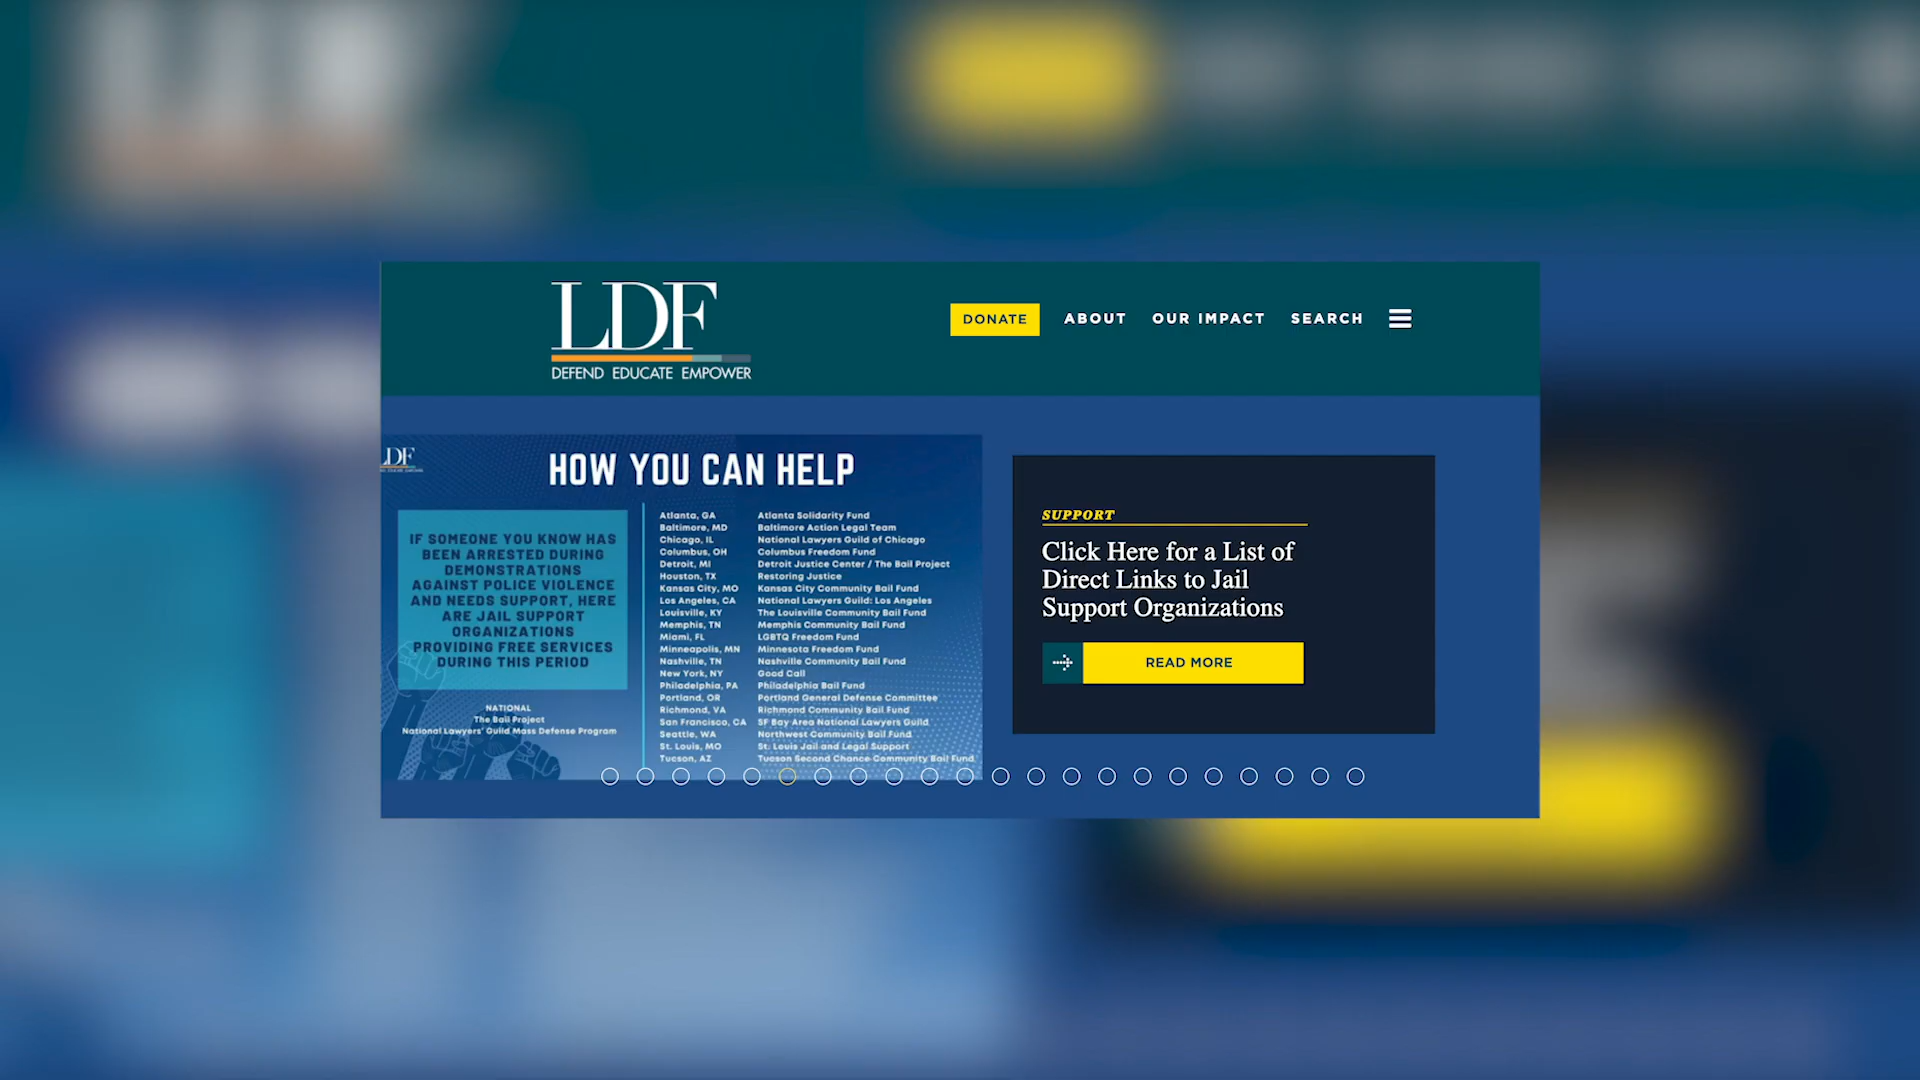 LDF
DEFEND EDUCATE EMPOWER
DONATE
ABOUT
OUR IMPACT
SEARCH
LDF
HOW YOU CAN HELP
IF SOMEONE YOU KNOW HAS
BEEN ARRESTED DURING
DEMONSTRATIONS
AGAINST POLICE VIOLENCE
AND NEEDS SUPPORT, HERE
ARE JAIL SUPPORT
ORGANIZATIONS
PROVIDING FREE SERVICES
DURING THIS PERIOD
NATIONAL
The Bail Project
National Lawyers' Guild Mass Defense Program
Atlanta, GA Atlanta Solidarity Fund
Baltimore, MD Baltimore Action Legal Team
Chicago, IL National Lawyers Guild of Chicago
Columbus, OH Columbus Freedom Fund
Detroit, MI Detroit Justice Center / The Bail Project
Houston, TX Restoring Justice
Kansas City, MO Kansas City Community Bail Fund
Los Angeles, CA National Lawyers Guild: Los Angeles
Louisville, KY The Louisville Community Bail Fund
Memphis, TN Memphis Community Bail Fund
Miami, FL LGBTQ Freedom Fund
Minneapolis, MN Minnesota Freedom Fund
Nashville, TN Nashville Community Bail Fund
New York, NY Good Call
Philadelphia, PA Philadelphia Bail Fund
Portland, OR Portland General Defense Committee
Richmond, VA Richmond Community Bail Fund
San Francisco, CA SF Bay Area National Lawyers Guild
Seattle, WA Northwest Community Bail Fund
St. Louis, MO St. Louis Jail and Legal Support
Tucson, AZ Tucson Second Chance Community Bail Fund
SUPPORT
Click Here for a List of
Direct Links to Jail
Support Organizations
READ MORE